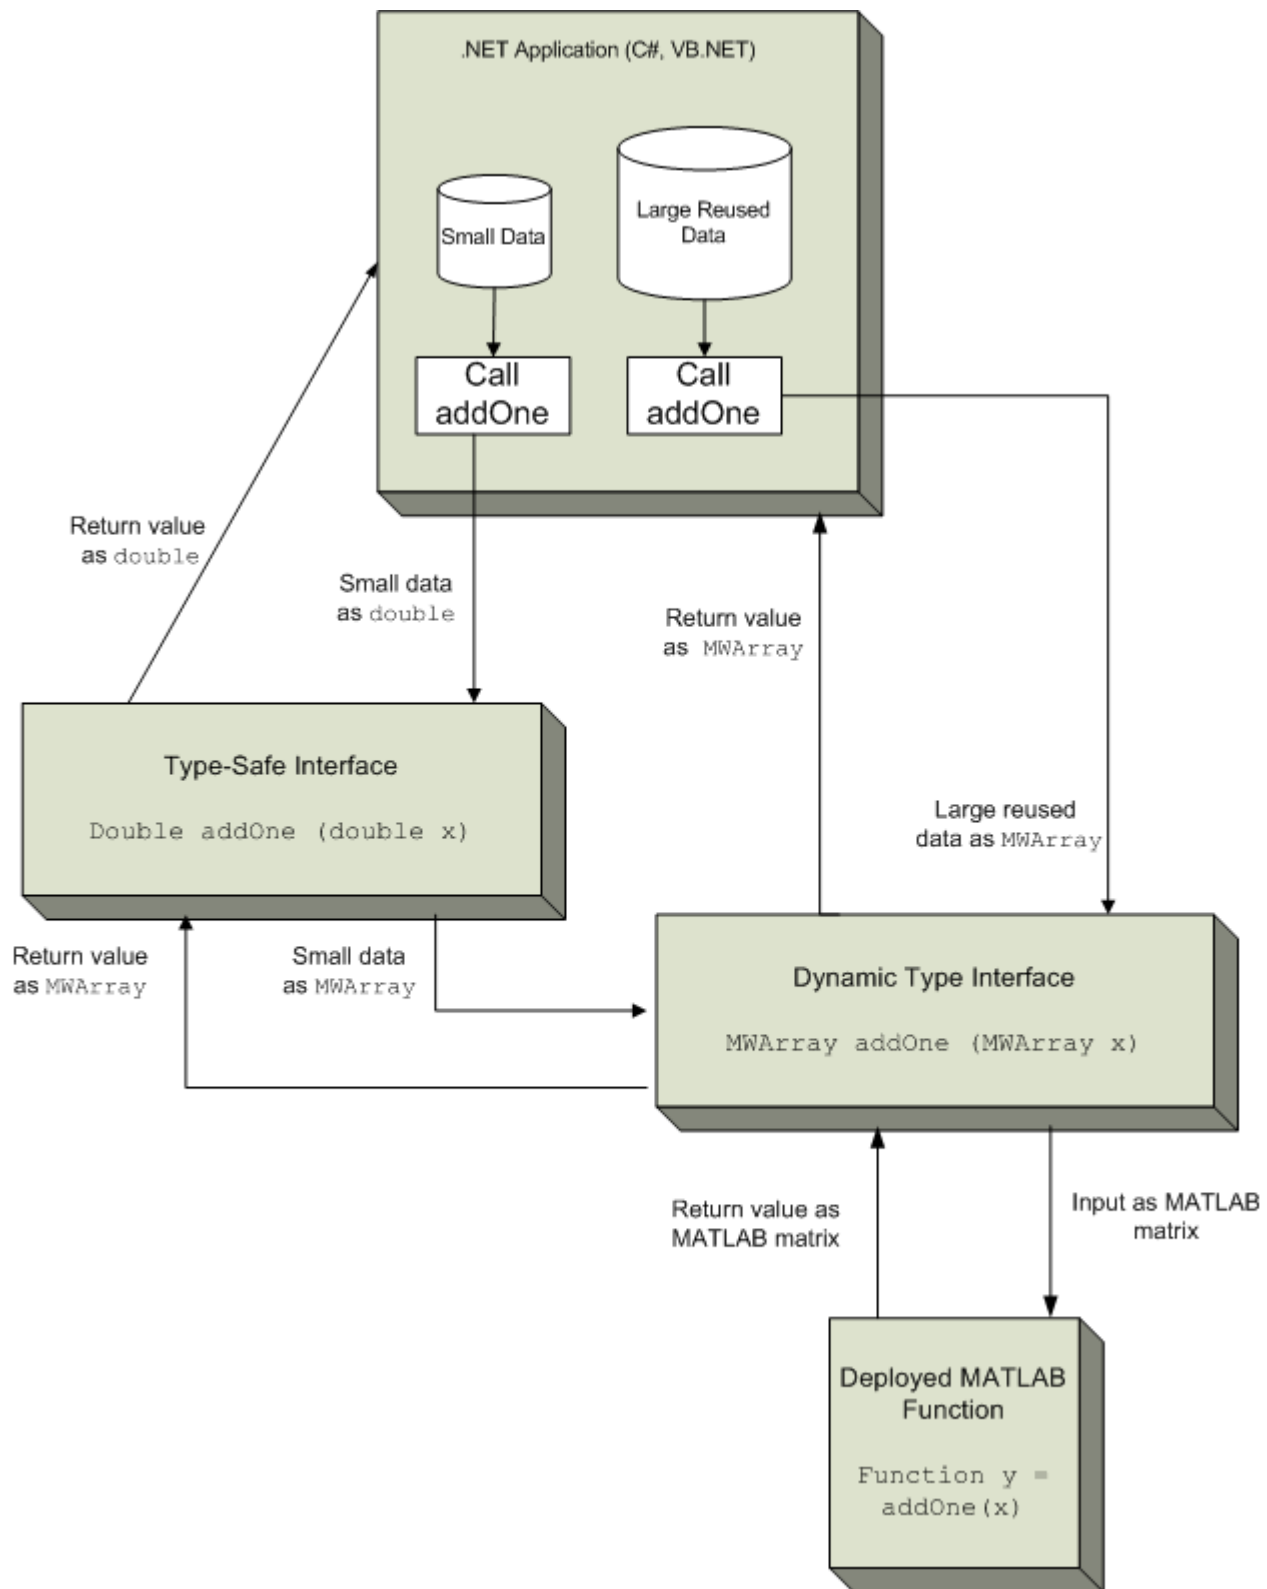 .NET Application (C#, VB.NET)
Small Data
Large Reused
Data
Call
addOne
Call
addOne
Return value
as double
Small data
as double
Return value
as MWArray
Type-Safe Interface
Double addOne (double x)
Large reused
data as MWArray
Return value
as MWArray
Small data
as MWArray
Dynamic Type Interface
MWArray addOne (MWArray x)
Return value as
MATLAB matrix
Input as MATLAB
matrix
Deployed MATLAB
Function
Function y =
addOne(x)